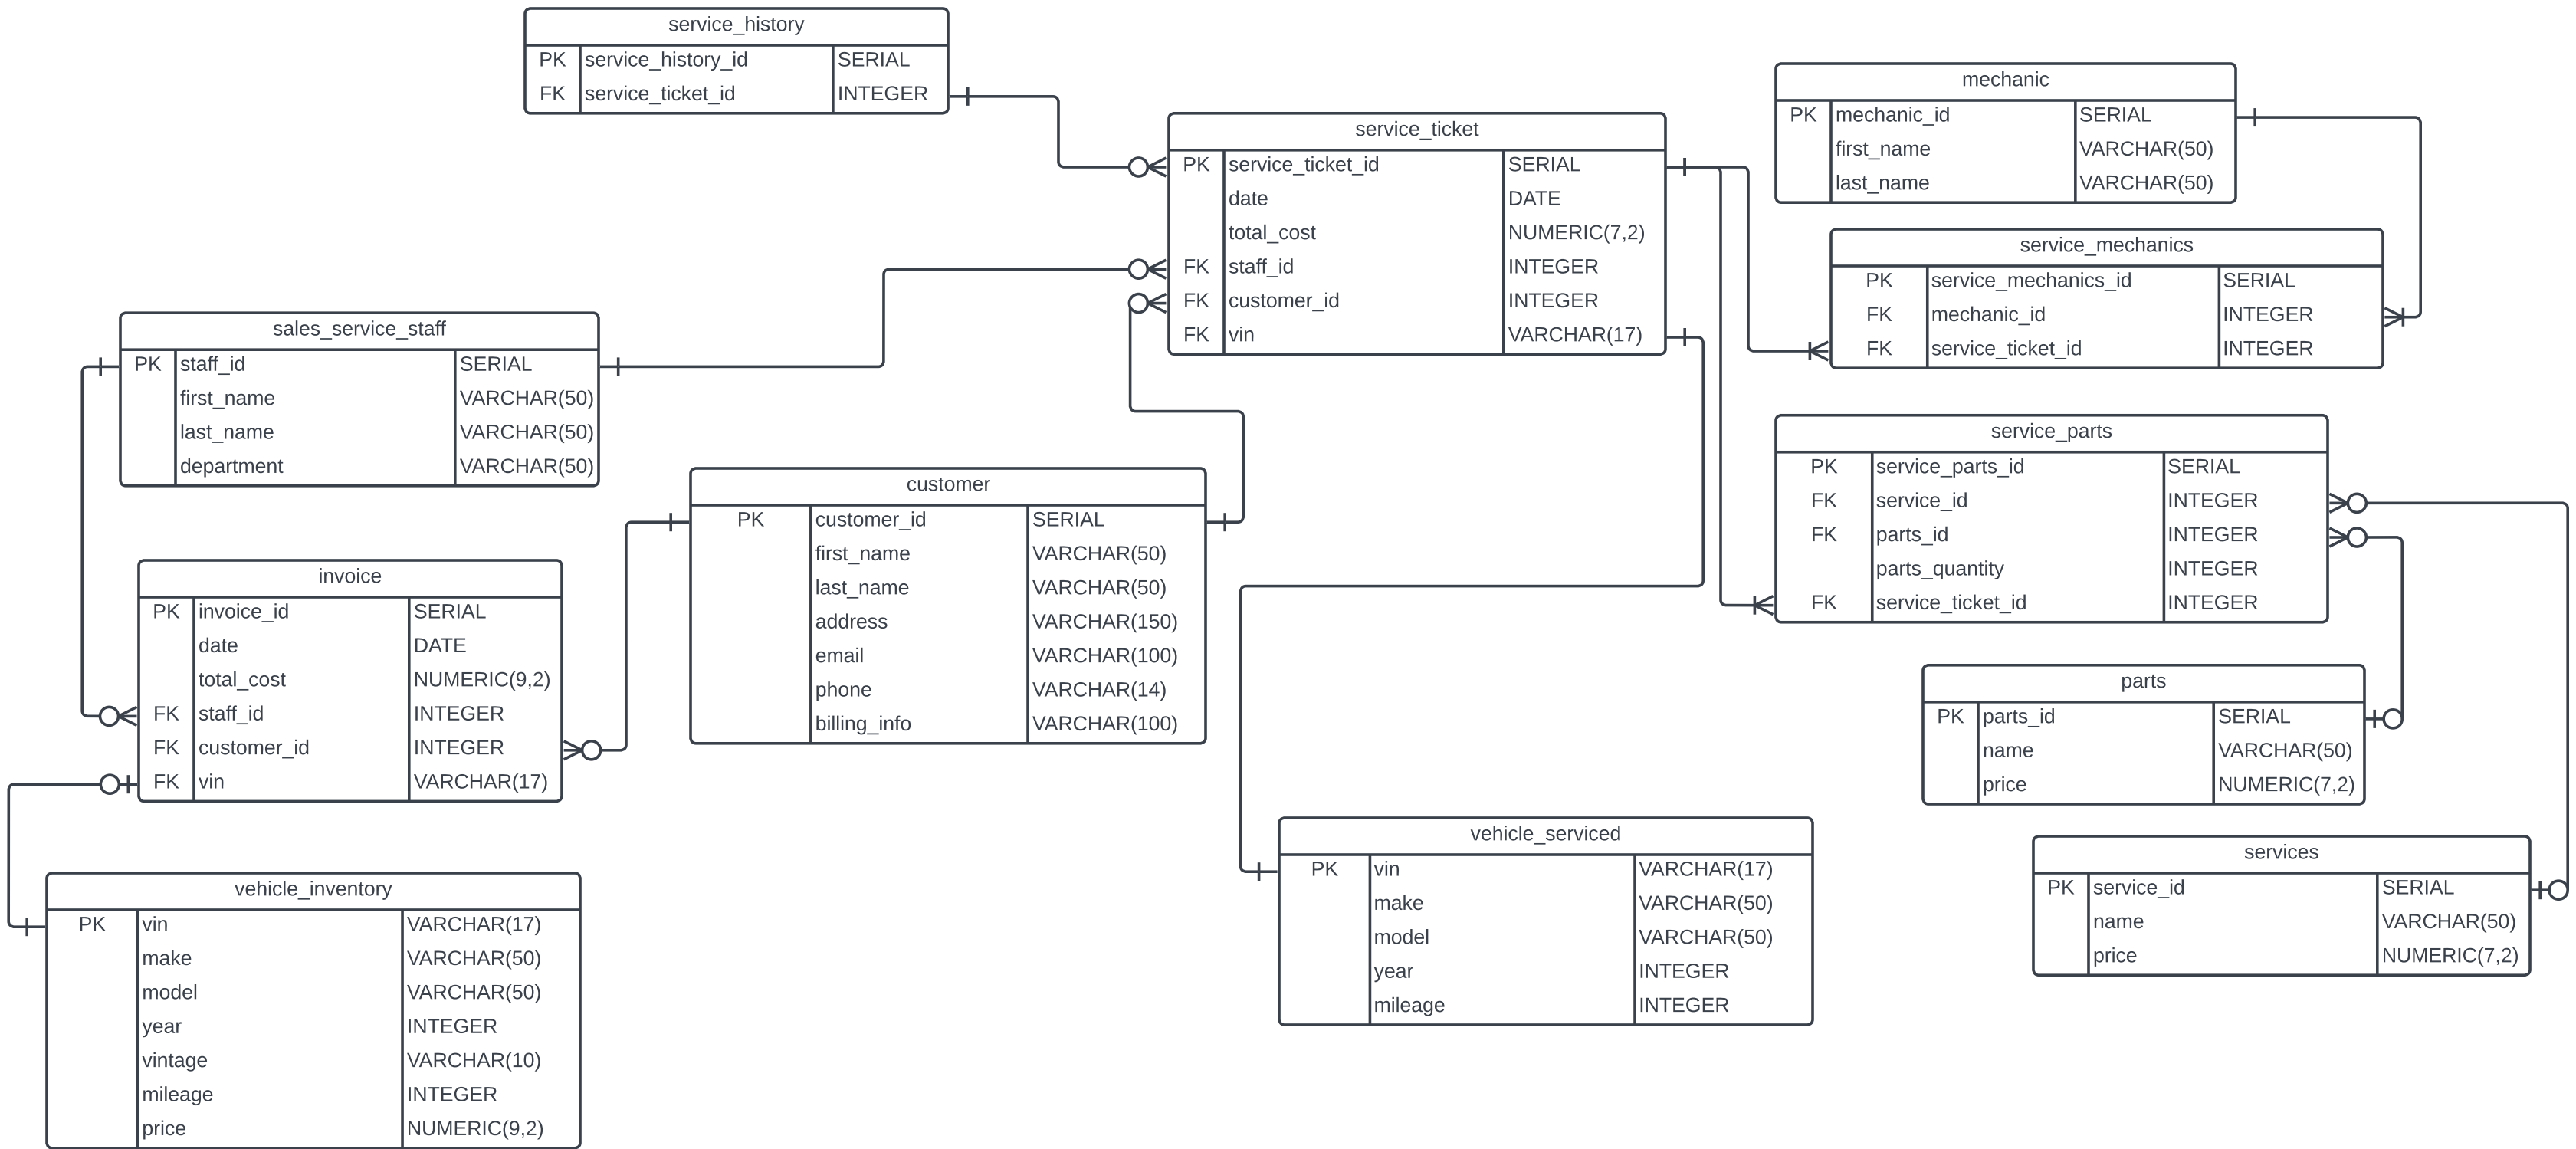 service_history
PK service_history_id SERIAL
FK service_ticket_id INTEGER
mechanic
PK mechanic_id SERIAL
first_name VARCHAR(50)
last_name VARCHAR(50)
service_ticket
PK service_ticket_id SERIAL
date DATE
total_cost NUMERIC(7,2)
FK staff_id INTEGER
FK customer_id INTEGER
FK vin VARCHAR(17)
service_mechanics
PK service_mechanics_id SERIAL
FK mechanic_id INTEGER
FK service_ticket_id INTEGER
sales_service_staff
PK staff_id SERIAL
first_name VARCHAR(50)
last_name VARCHAR(50)
department VARCHAR(50)
service_parts
PK service_parts_id SERIAL
FK service_id INTEGER
FK parts_id INTEGER
parts_quantity INTEGER
FK service_ticket_id INTEGER
customer
PK customer_id SERIAL
first_name VARCHAR(50)
last_name VARCHAR(50)
address VARCHAR(150)
email VARCHAR(100)
phone VARCHAR(14)
billing_info VARCHAR(100)
invoice
PK invoice_id SERIAL
date DATE
total_cost NUMERIC(9,2)
FK staff_id INTEGER
FK customer_id INTEGER
FK vin VARCHAR(17)
parts
PK parts_id SERIAL
name VARCHAR(50)
price NUMERIC(7,2)
vehicle_serviced
PK vin VARCHAR(17)
make VARCHAR(50)
model VARCHAR(50)
year INTEGER
mileage INTEGER
services
PK service_id SERIAL
name VARCHAR(50)
price NUMERIC(7,2)
vehicle_inventory
PK vin VARCHAR(17)
make VARCHAR(50)
model VARCHAR(50)
year INTEGER
vintage VARCHAR(10)
mileage INTEGER
price NUMERIC(9,2)